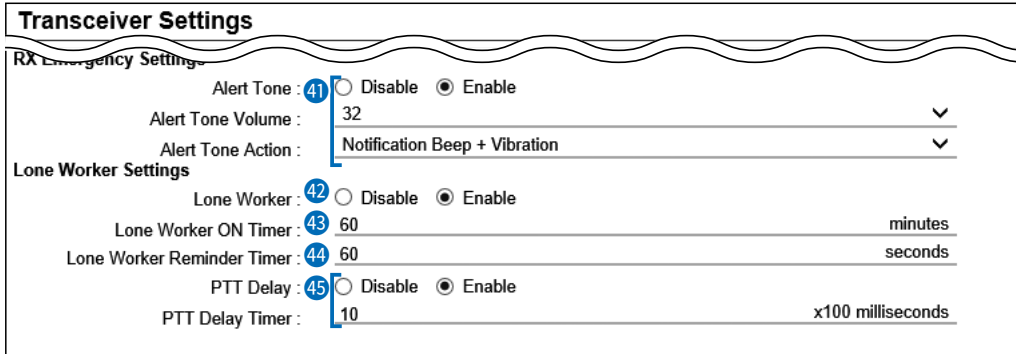 Transceiver Settings
RX Emergency Settings
Alert Tone : 41 Disable Enable
Alert Tone Volume : 32
Alert Tone Action : Notification Beep + Vibration
Lone Worker Settings
Lone Worker : 42 Disable Enable
Lone Worker ON Timer : 43 60 minutes
Lone Worker Reminder Timer : 44 60 seconds
PTT Delay : 45 Disable Enable
PTT Delay Timer : 10 x100 milliseconds